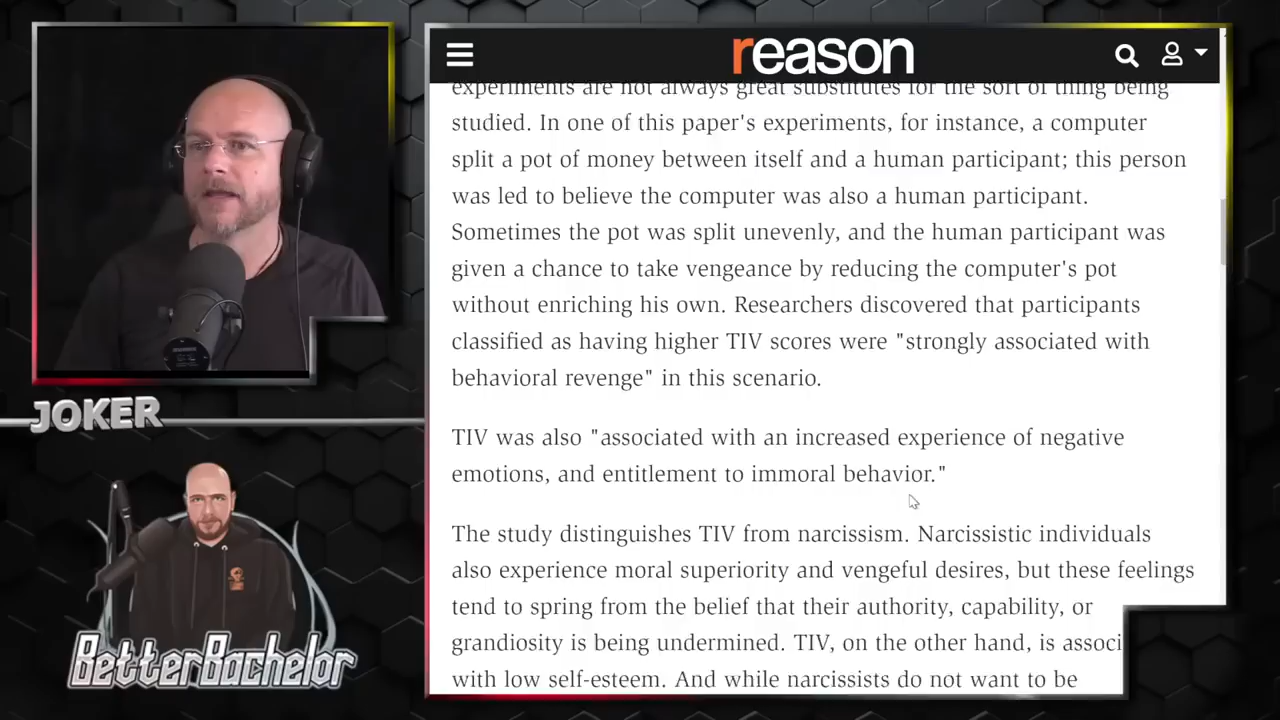 reason
experiments are not always great substitutes for the sort of thing being
studied. In one of this paper's experiments, for instance, a computer
split a pot of money between itself and a human participant; this person
was led to believe the computer was also a human participant.
Sometimes the pot was split unevenly, and the human participant was
given a chance to take vengeance by reducing the computer's pot
without enriching his own. Researchers discovered that participants
classified as having higher TIV scores were "strongly associated with
behavioral revenge" in this scenario.
TIV was also "associated with an increased experience of negative
emotions, and entitlement to immoral behavior."
The study distinguishes TIV from narcissism. Narcissistic individuals
also experience moral superiority and vengeful desires, but these feelings
tend to spring from the belief that their authority, capability, or
grandiosity is being undermined. TIV, on the other hand, is associ
with low self-esteem. And while narcissists do not want to be
JOKER
BetterBachelor